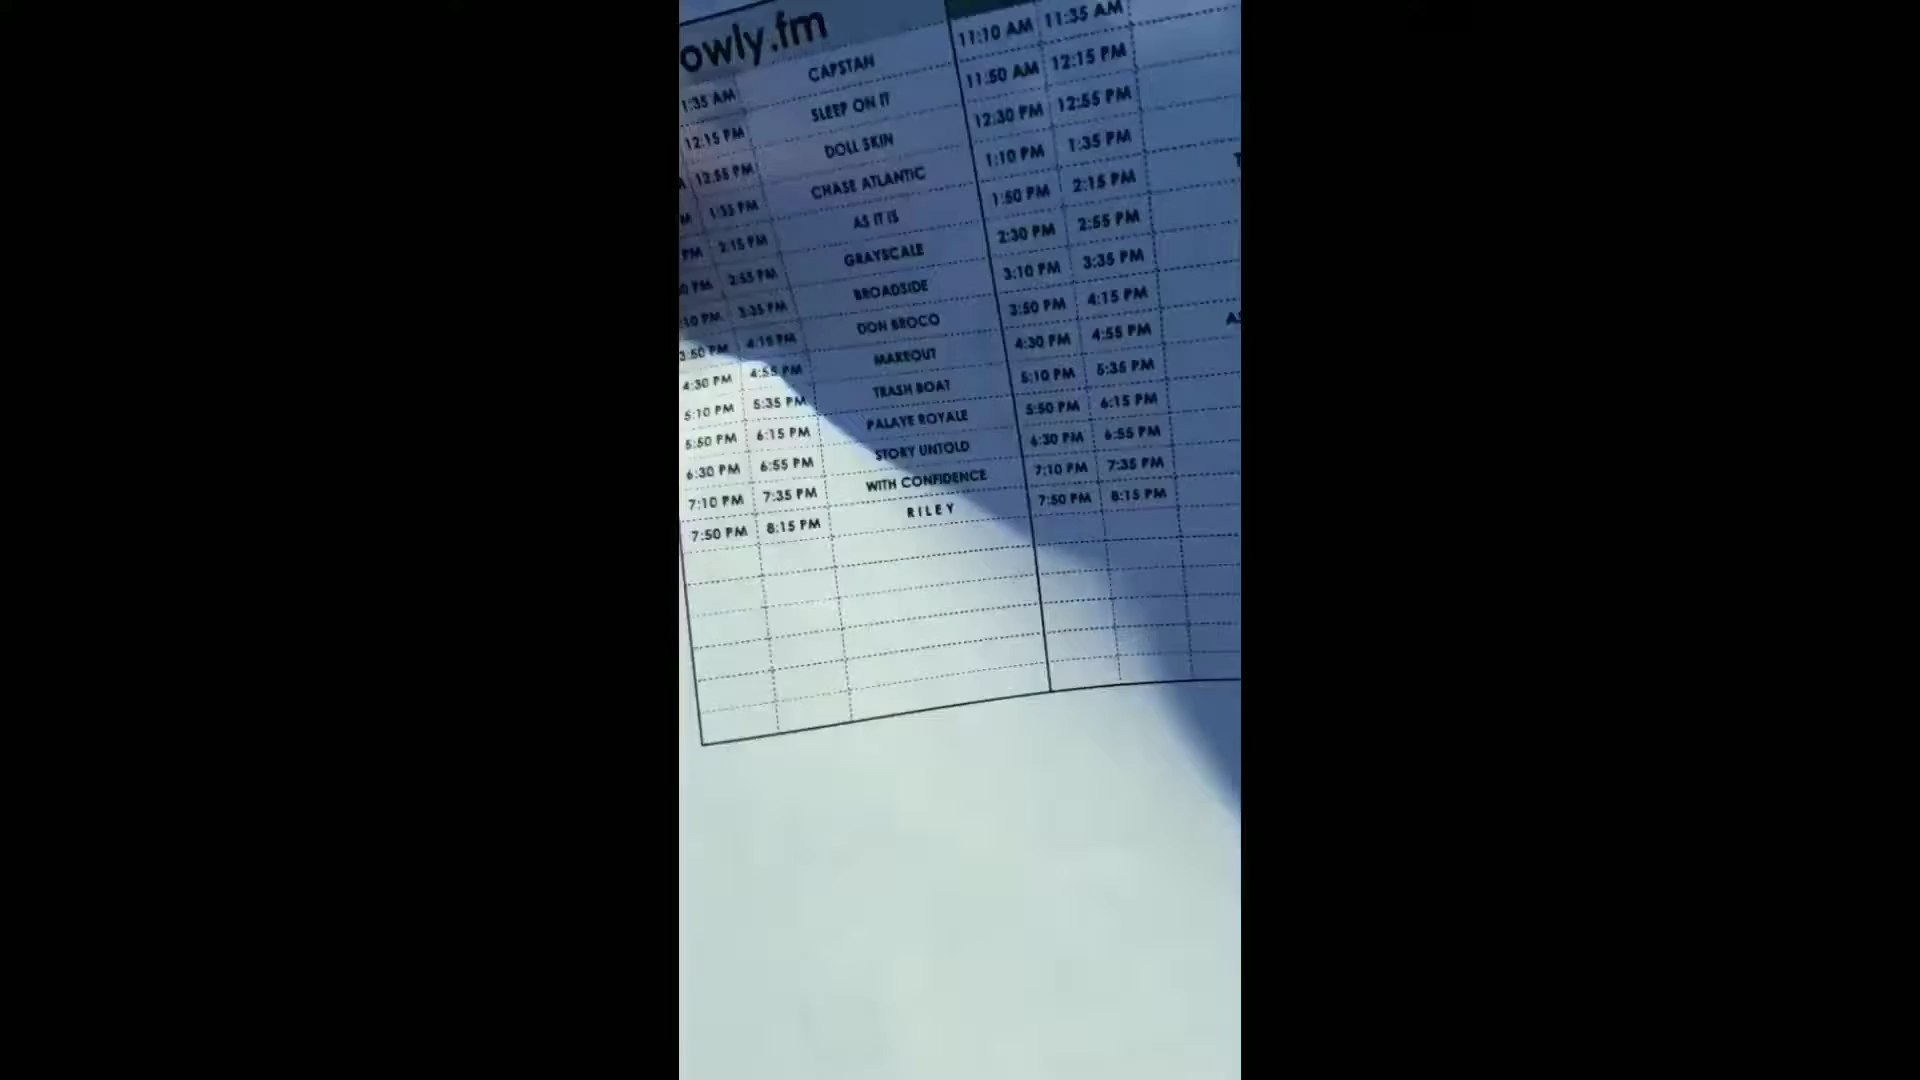 owly.fm
1:35 AM CAPSTAN 11:10 AM 11:35 AM
12:15 PM SLEEP ON IT 11:50 AM 12:15 PM
12:55 PM DOLL SKIN 12:30 PM 12:55 PM
M 1:35 PM CHASE ATLANTIC 1:10 PM 1:35 PM
PM 2:15 PM AS IT IS 1:50 PM 2:15 PM
0 PM 2:55 PM GRAYSCALE 2:30 PM 2:55 PM
:10 PM 3:35 PM BROADSIDE 3:10 PM 3:35 PM
3:50 PM 4:15 PM DON BROCO 3:50 PM 4:15 PM
4:30 PM 4:55 PM MAKEOUT 4:30 PM 4:55 PM
5:10 PM 5:35 PM TRASH BOAT 5:10 PM 5:35 PM
5:50 PM 6:15 PM PALAYE ROYALE 5:50 PM 6:15 PM
6:30 PM 6:55 PM STORY UNTOLD 6:30 PM 6:55 PM
7:10 PM 7:35 PM WITH CONFIDENCE 7:10 PM 7:35 PM
7:50 PM 8:15 PM RILEY 7:50 PM 8:15 PM